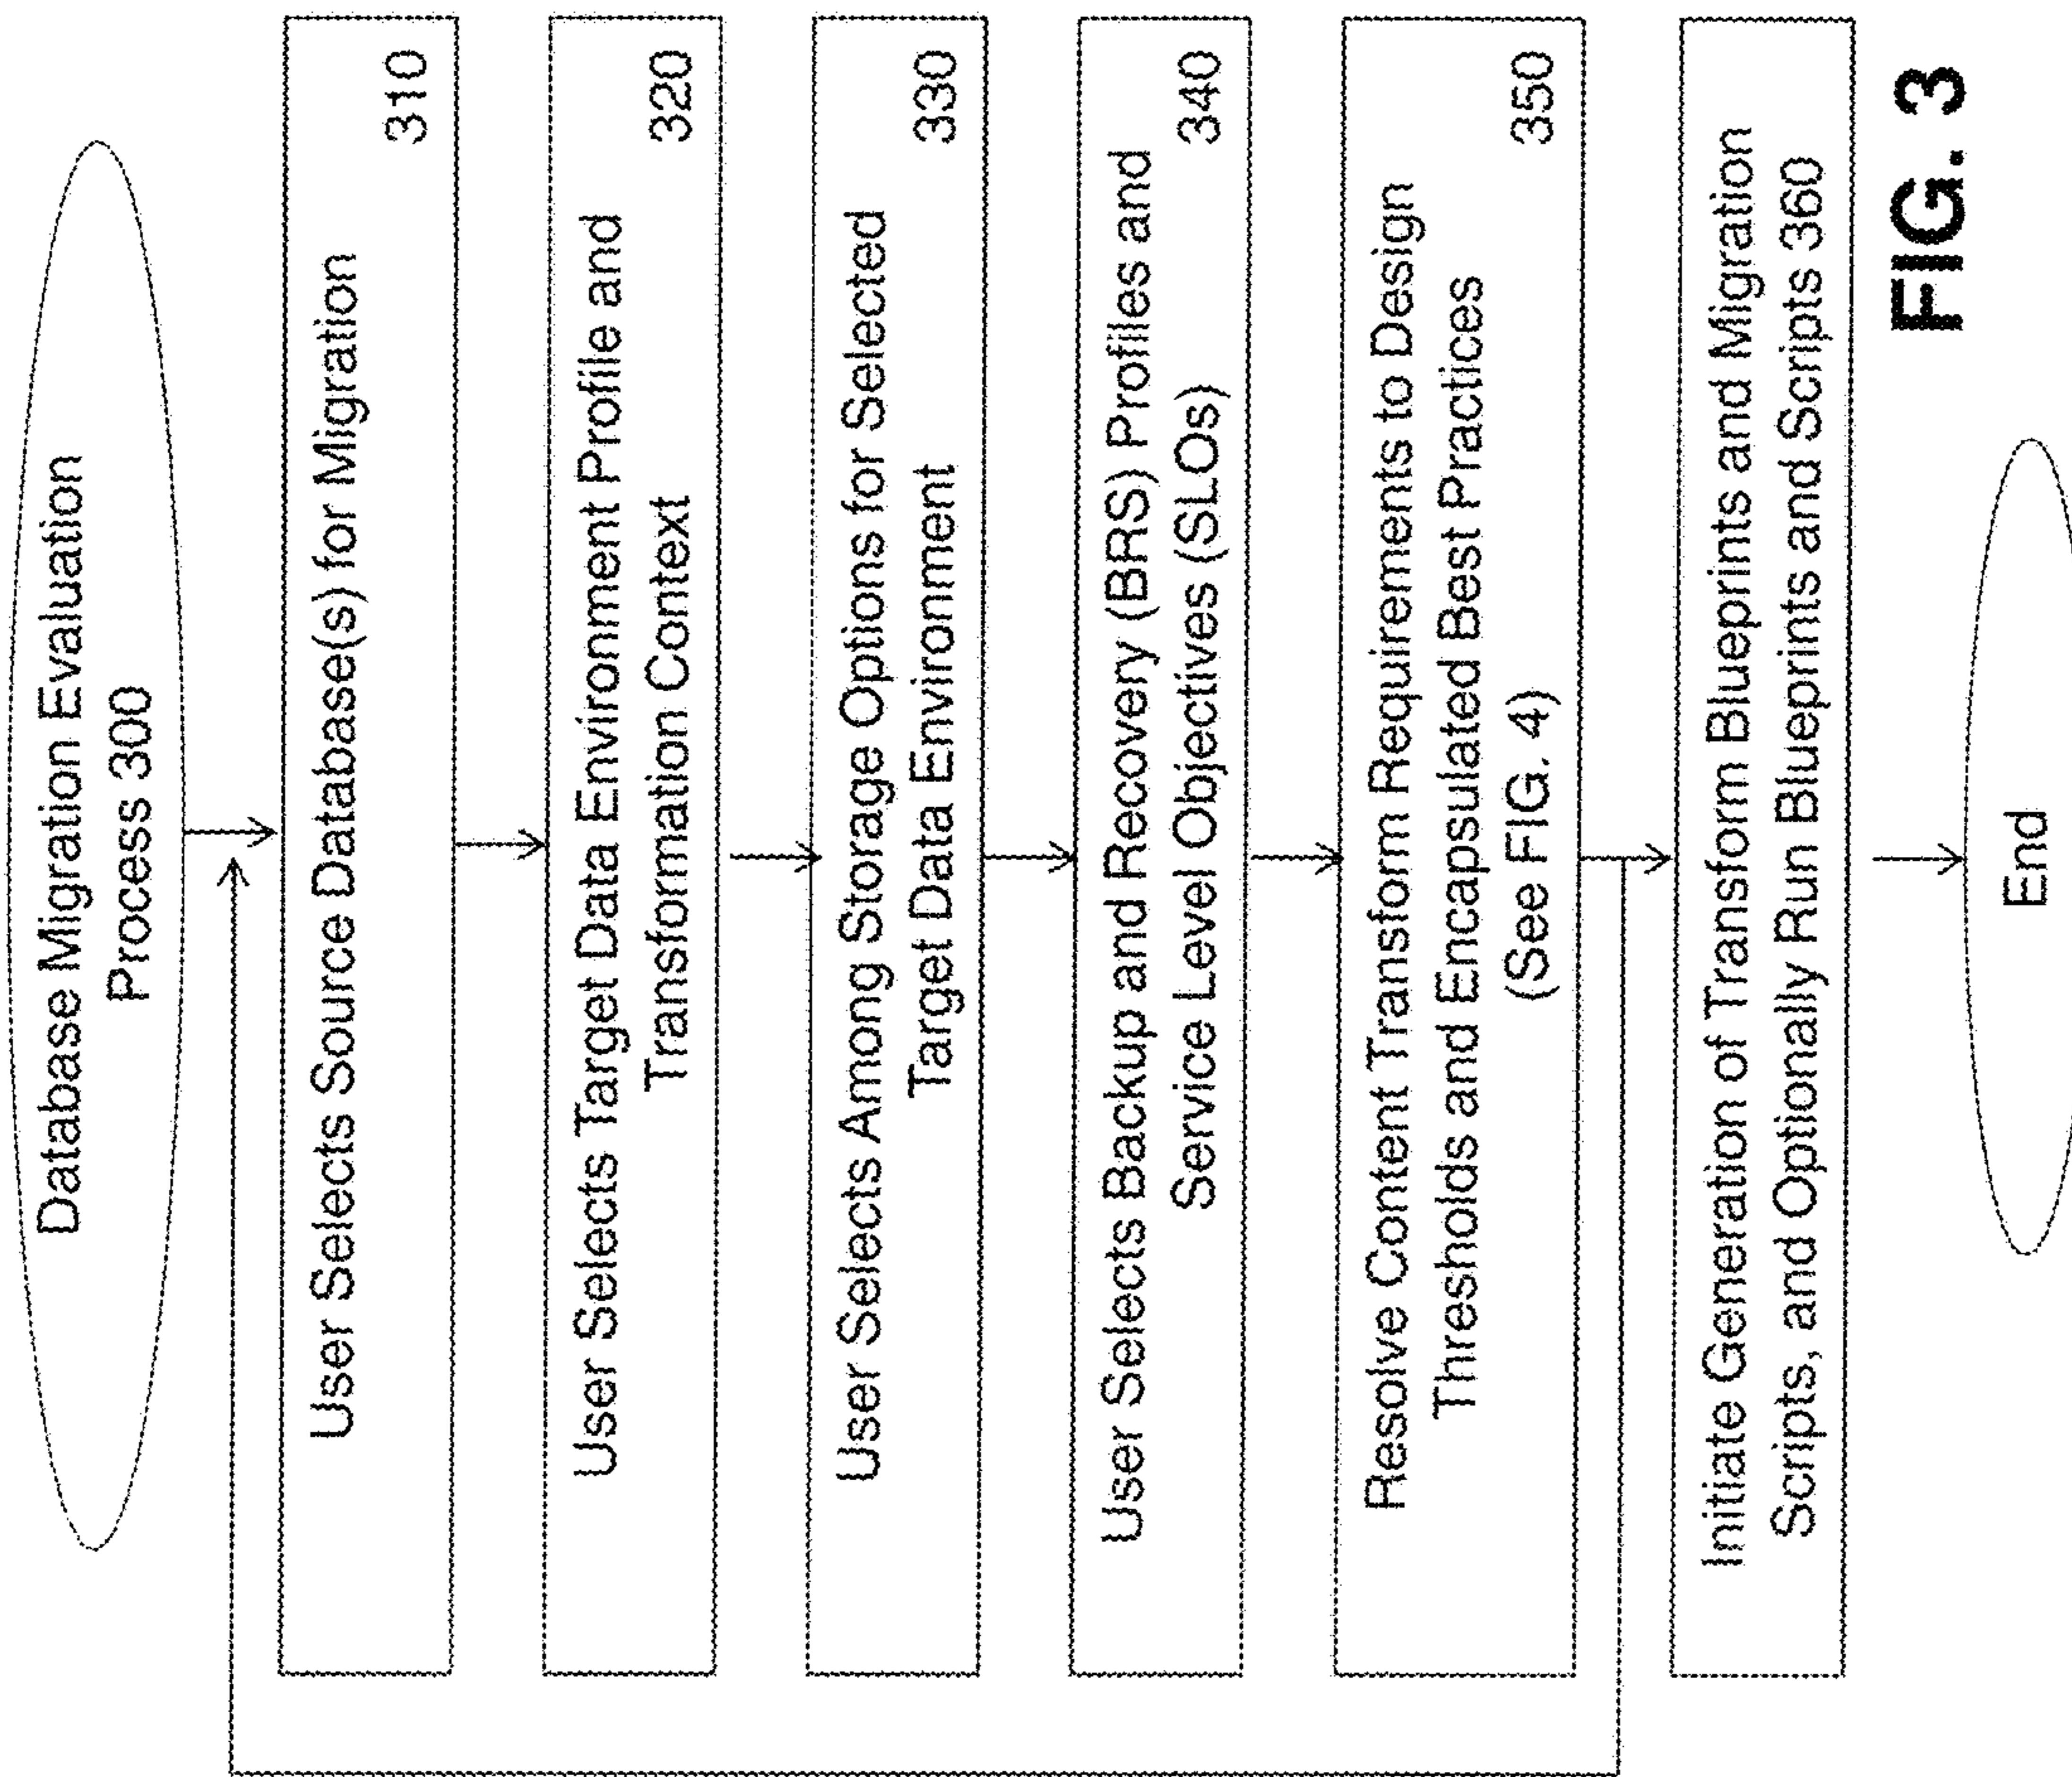 Database Migration Evaluation
Process 300
User Selects Source Database(s) for Migration
310
User Selects Target Data Environment Profile and
Transformation Context
320
User Selects Among Storage Options for Selected
Target Data Environment
330
User Selects Backup and Recovery (BRS) Profiles and
Service Level Objectives (SLOs)
340
Resolve Content Transform Requirements to Design
Thresholds and Encapsulated Best Practices
(See FIG. 4)
350
Initiate Generation of Transform Blueprints and Migration
Scripts, and Optionally Run Blueprints and Scripts 360
End
FIG. 3